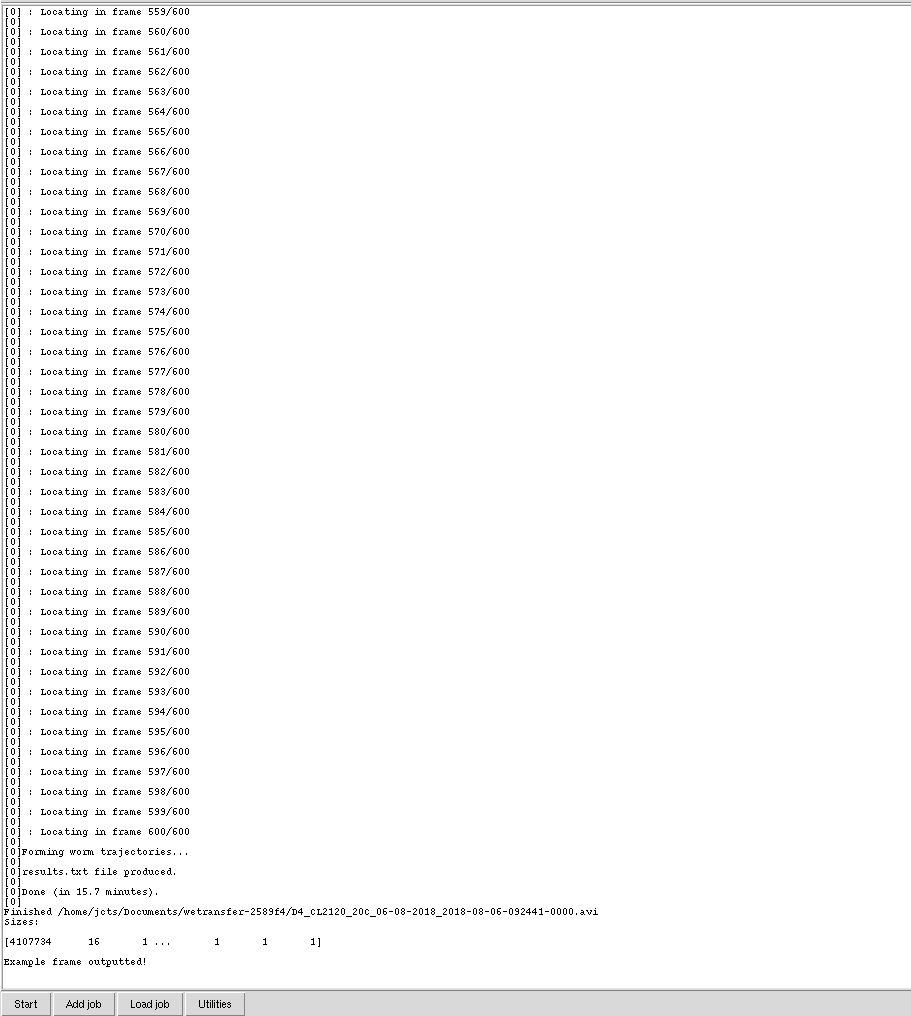 [0] : Locating in frame 559/600
[0]
[0] : Locating in frame 560/600
[0]
[0] : Locating in frame 561/600
[0]
[0] : Locating in frame 562/600
[0]
[0] : Locating in frame 563/600
[0]
[0] : Locating in frame 564/600
[0]
[0] : Locating in frame 565/600
[0]
[0] : Locating in frame 566/600
[0]
[0] : Locating in frame 567/600
[0]
[0] : Locating in frame 568/600
[0]
[0] : Locating in frame 569/600
[0]
[0] : Locating in frame 570/600
[0]
[0] : Locating in frame 571/600
[0]
[0] : Locating in frame 572/600
[0]
[0] : Locating in frame 573/600
[0]
[0] : Locating in frame 574/600
[0]
[0] : Locating in frame 575/600
[0]
[0] : Locating in frame 576/600
[0]
[0] : Locating in frame 577/600
[0]
[0] : Locating in frame 578/600
[0]
[0] : Locating in frame 579/600
[0]
[0] : Locating in frame 580/600
[0]
[0] : Locating in frame 581/600
[0]
[0] : Locating in frame 582/600
[0]
[0] : Locating in frame 583/600
[0]
[0] : Locating in frame 584/600
[0]
[0] : Locating in frame 585/600
[0]
[0] : Locating in frame 586/600
[0]
[0] : Locating in frame 587/600
[0]
[0] : Locating in frame 588/600
[0]
[0] : Locating in frame 589/600
[0]
[0] : Locating in frame 590/600
[0]
[0] : Locating in frame 591/600
[0]
[0] : Locating in frame 592/600
[0]
[0] : Locating in frame 593/600
[0]
[0] : Locating in frame 594/600
[0]
[0] : Locating in frame 595/600
[0]
[0] : Locating in frame 596/600
[0]
[0] : Locating in frame 597/600
[0]
[0] : Locating in frame 598/600
[0]
[0] : Locating in frame 599/600
[0]
[0] : Locating in frame 600/600
[0]
[0]Forming worm trajectories...
[0]
[0]results.txt file produced.
[0]
[0]Done (in 15.7 minutes).
[0]
Finished /home/jcts/Documents/wetransfer-2589f4/D4_CL2120_20C_06-08-2018_2018-08-06-092441-0000.avi
Sizes:
[4107734 16 1 ... 1 1 1]
Example frame outputted!
Start Add job Load job Utilities